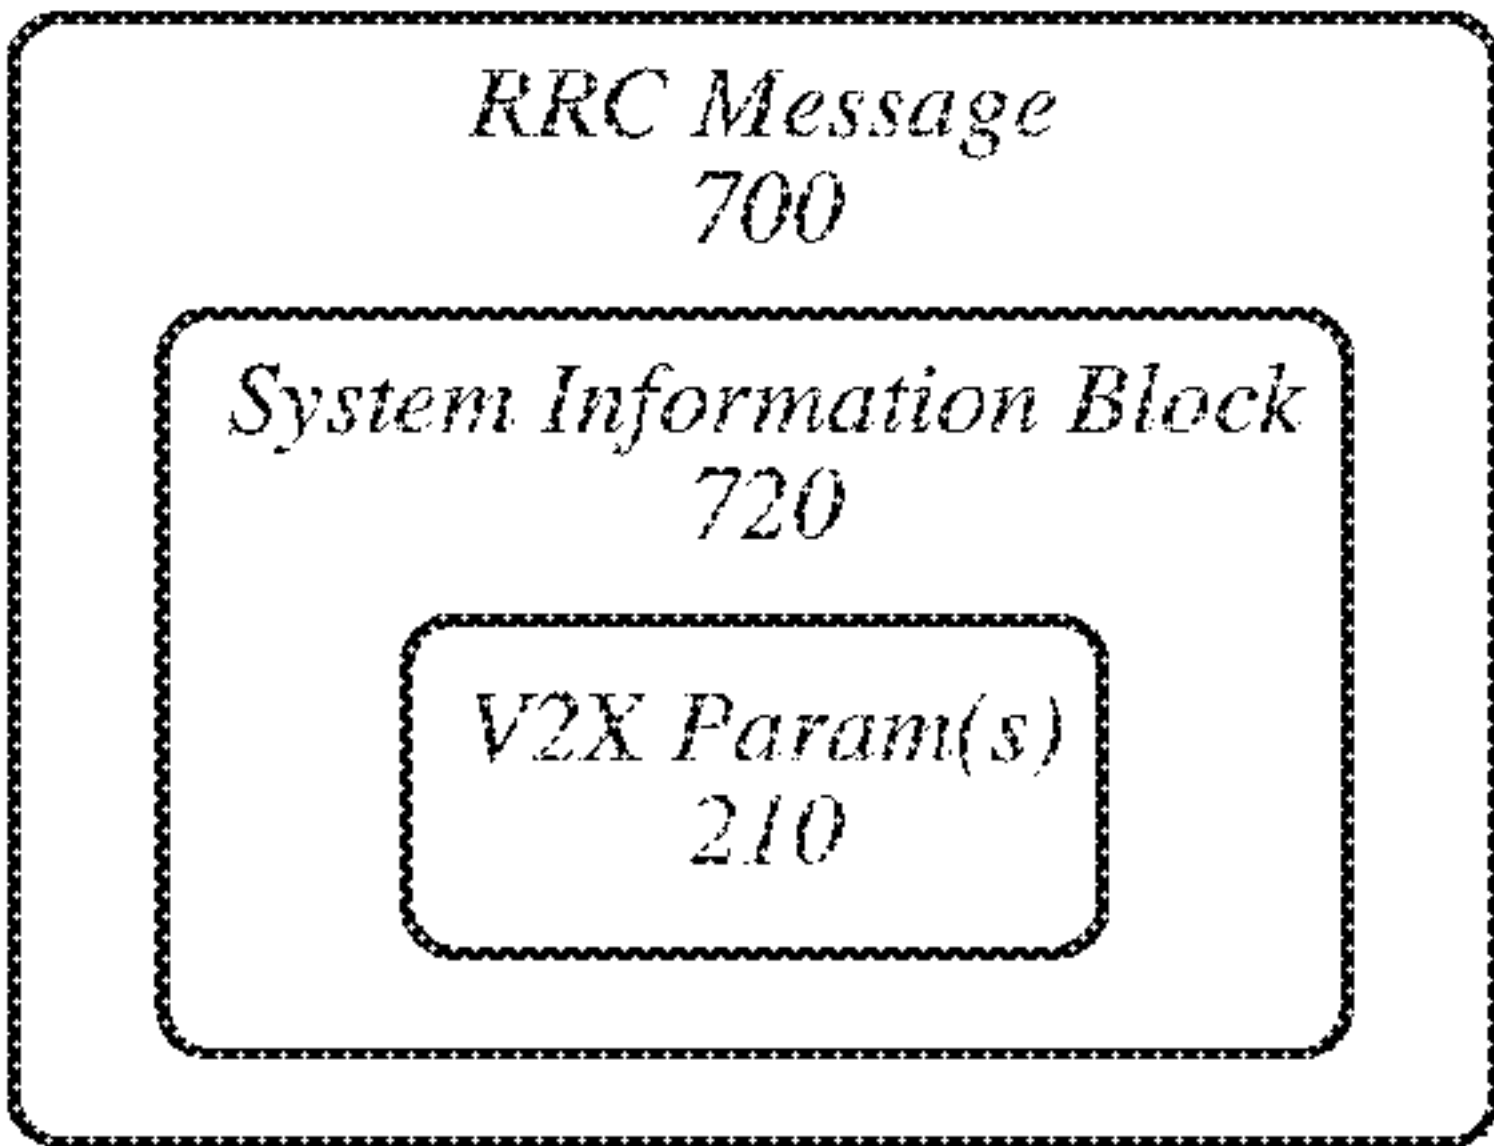 RRC Message
700
System Information Block
720
V2X Param(s)
210